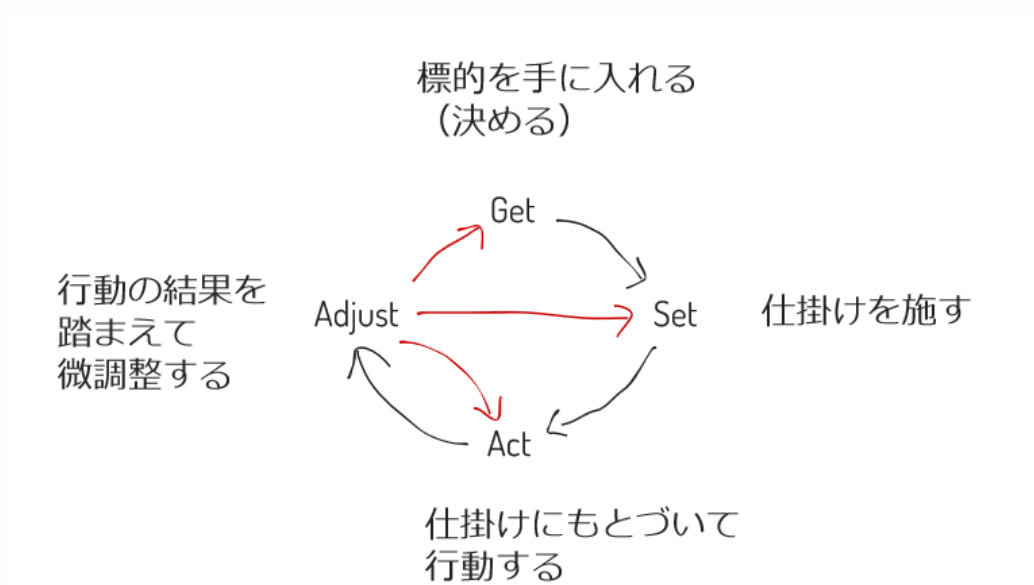 標的を手に入れる
（決める）
Get
行動の結果を
踏まえて
微調整する
Adjust
Set
仕掛けを施す
Act
仕掛けにもとづいて
行動する